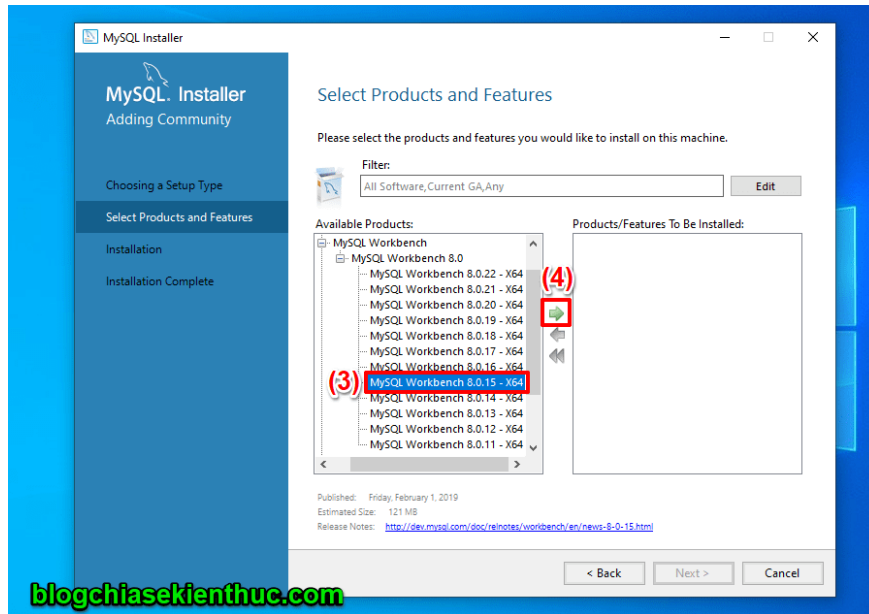 MySQL Installer
MySQL. Installer
Adding Community
Choosing a Setup Type
Select Products and Features
Installation
Installation Complete
Select Products and Features
Please select the products and features you would like to install on this machine.
Filter:
All Software,Current GA,Any
Edit
Available Products:
Products/Features To Be Installed:
MySQL Workbench
MySQL Workbench 8.0
MySQL Workbench 8.0.22 - X64
MySQL Workbench 8.0.21 - X64
MySQL Workbench 8.0.20 - X64
MySQL Workbench 8.0.19 - X64
MySQL Workbench 8.0.18 - X64
MySQL Workbench 8.0.17 - X64
MySQL Workbench 8.0.16 - X64
(3) MySQL Workbench 8.0.15 - X64
MySQL Workbench 8.0.14 - X64
MySQL Workbench 8.0.13 - X64
MySQL Workbench 8.0.12 - X64
MySQL Workbench 8.0.11 - X64
(4)
Published: Friday, February 1, 2019
Estimated Size: 121 MB
Release Notes: http://dev.mysql.com/doc/relnotes/workbench/en/news-8-0-15.html
< Back
Next >
Cancel
blogchiasekienthuc.com